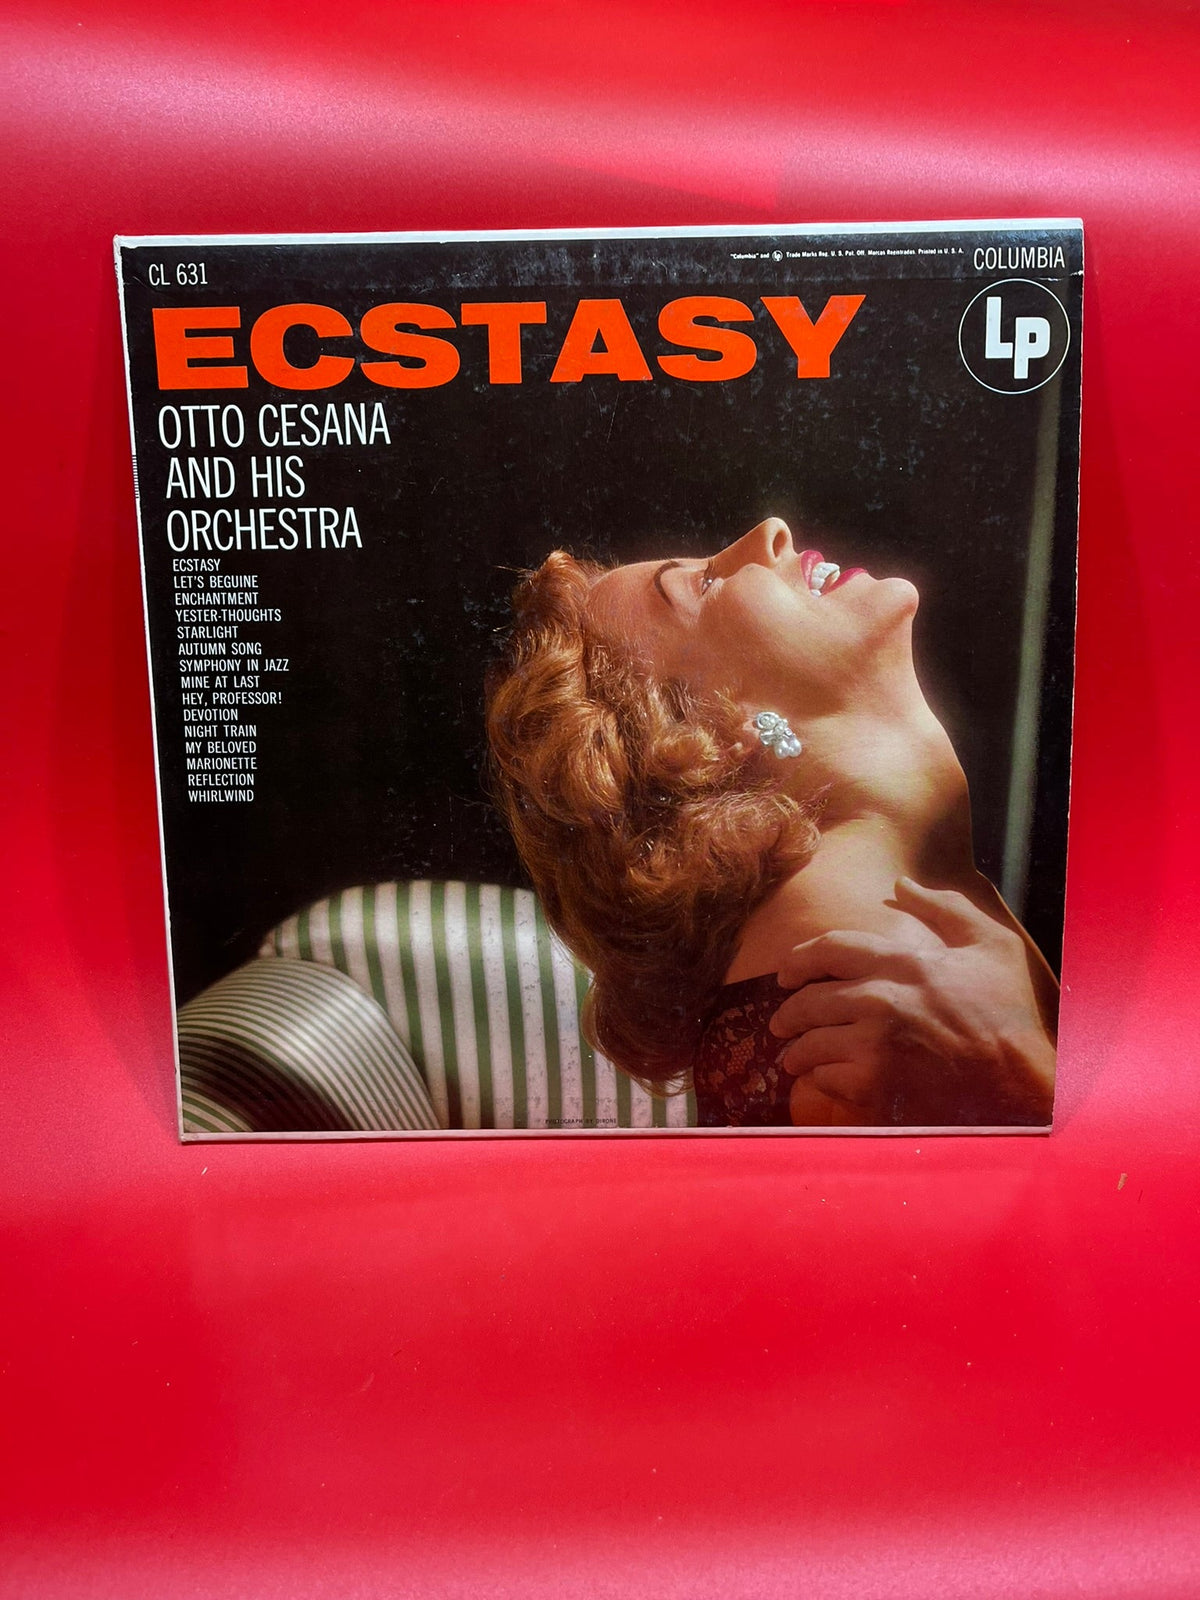 CL 631
"Columbia" and Lp Trade Marks Reg. U. S. Pat. Off. Marcas Registradas. Printed in U. S. A.
COLUMBIA
LP
ECSTASY
OTTO CESANA
AND HIS
ORCHESTRA
ECSTASY
LET'S BEGUINE
ENCHANTMENT
YESTER-THOUGHTS
STARLIGHT
AUTUMN SONG
SYMPHONY IN JAZZ
MINE AT LAST
HEY, PROFESSOR!
DEVOTION
NIGHT TRAIN
MY BELOVED
MARIONETTE
REFLECTION
WHIRLWIND
PHOTOGRAPH BY DIRONE